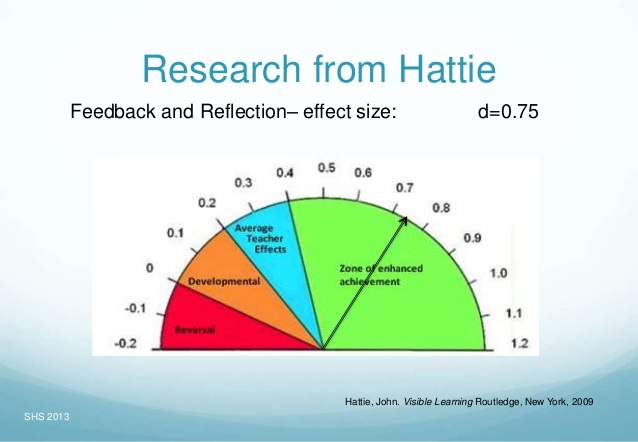 Research from Hattie
Feedback and Reflection– effect size: d=0.75
-0.2
-0.1
0
0.1
0.2
0.3
0.4
0.5
0.6
0.7
0.8
0.9
1.0
1.1
1.2
Reversal
Developmental
Average
Teacher
Effects
Zone of enhanced
achievement
Hattie, John. Visible Learning Routledge, New York, 2009
SHS 2013